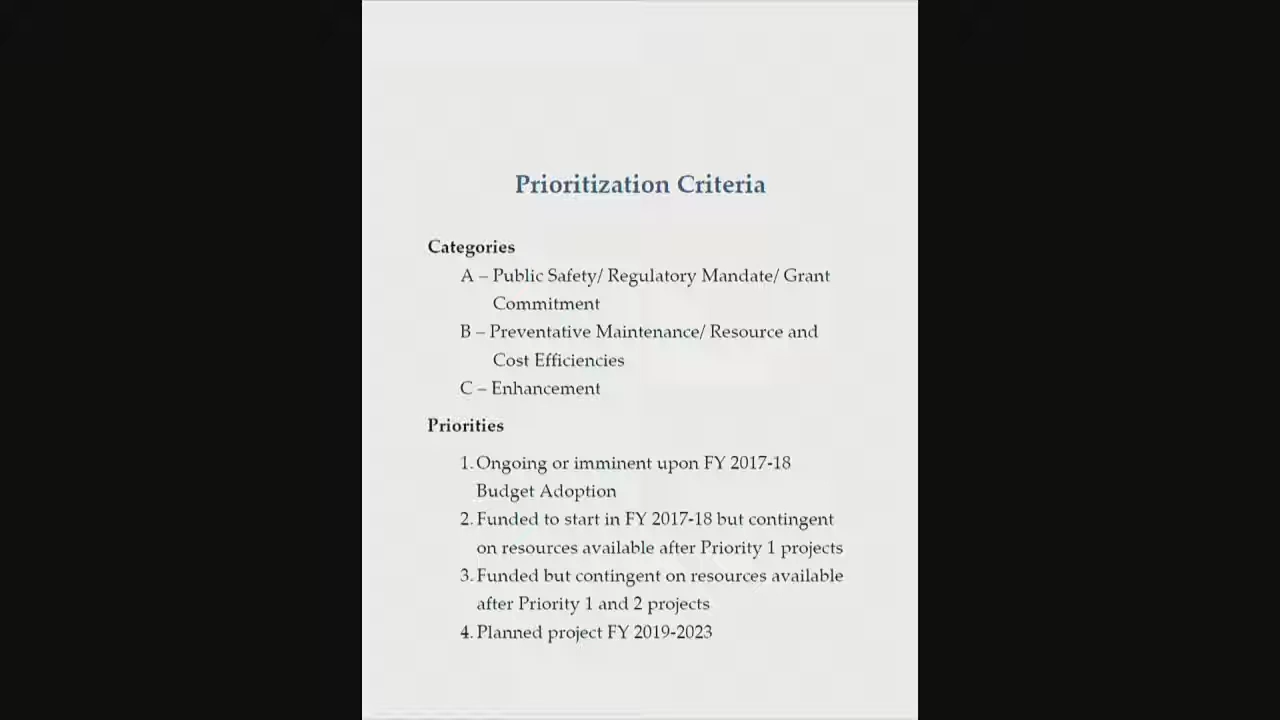 Prioritization Criteria
Categories
A – Public Safety/ Regulatory Mandate/ Grant
Commitment
B – Preventative Maintenance/ Resource and
Cost Efficiencies
C – Enhancement
Priorities
1. Ongoing or imminent upon FY 2017-18
Budget Adoption
2. Funded to start in FY 2017-18 but contingent
on resources available after Priority 1 projects
3. Funded but contingent on resources available
after Priority 1 and 2 projects
4. Planned project FY 2019-2023